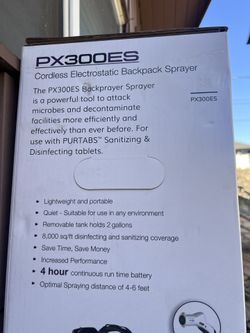 PX300ES
Cordless Electrostatic Backpack Sprayer
The PX300ES Backprayer Sprayer
is a powerful tool to attack
microbes and decontaminate
facilities more efficiently and
effectively than ever before. For
use with PURTABS™ Sanitizing &
Disinfecting tablets.
PX300ES
• Lightweight and portable
• Quiet - Suitable for use in any environment
• Removable tank holds 2 gallons
• 8,000 sq/ft disinfecting and sanitizing coverage
• Save Time, Save Money
• Increased Performance
• 4 hour continuous run time battery
• Optimal Spraying distance of 4-6 feet